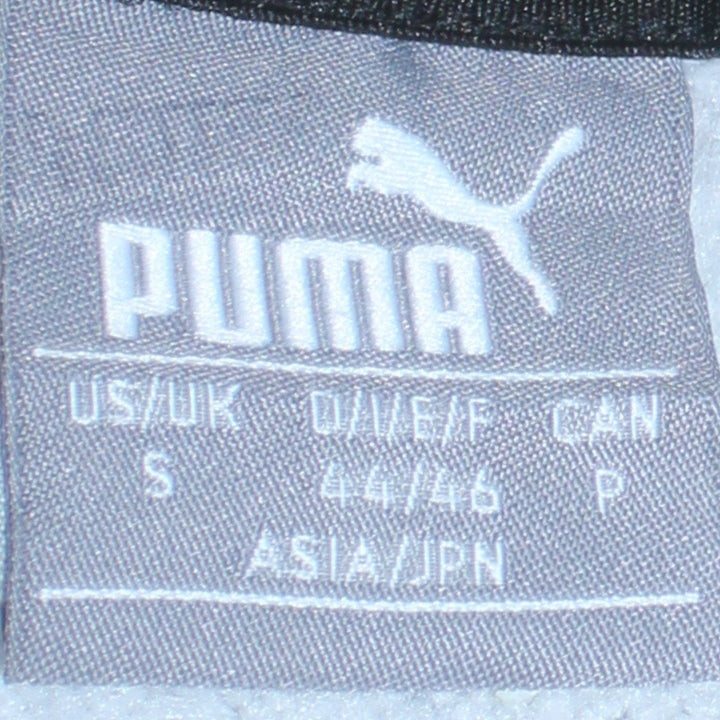 PUMA
US/UK D/I/E/F CAN
S 44/46 P
ASIA/JPN